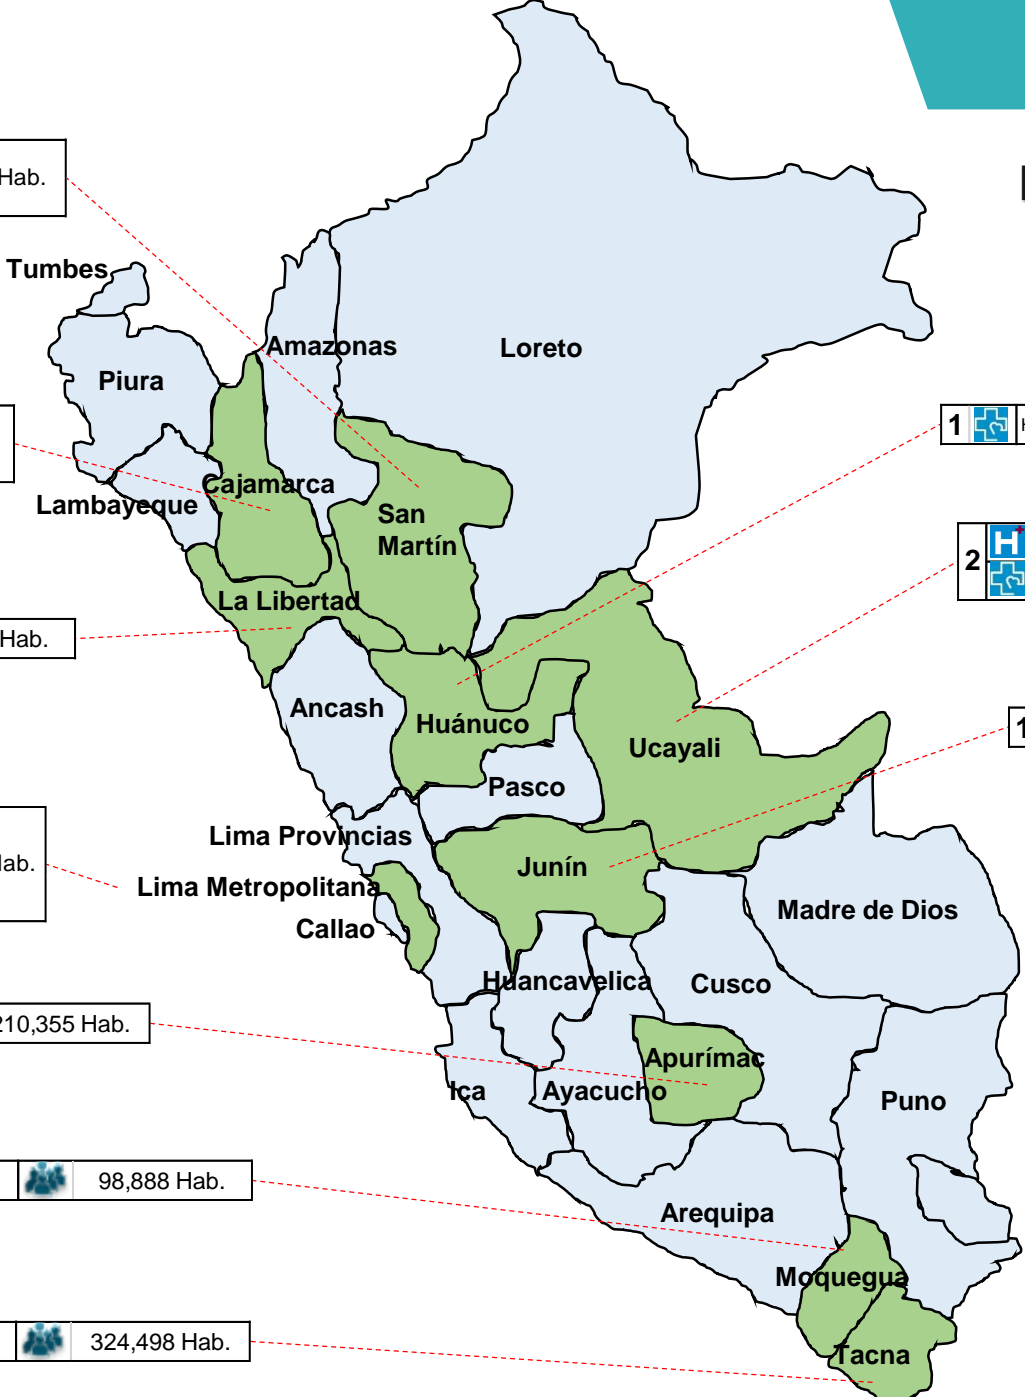 Hab.
Tumbes
Amazonas
Loreto
Piura
1
2
H
Cajamarca
Lambayeque
San
Martín
La Libertad
Hab.
Ancash
Huánuco
Ucayali
1
Pasco
Lima Provincias
Hab.
Junín
Lima Metropolitana
Callao
Madre de Dios
Huancavelica
Cusco
210,355 Hab.
Apurímac
Ica
Ayacucho
Puno
98,888 Hab.
Arequipa
Moquegua
324,498 Hab.
Tacna